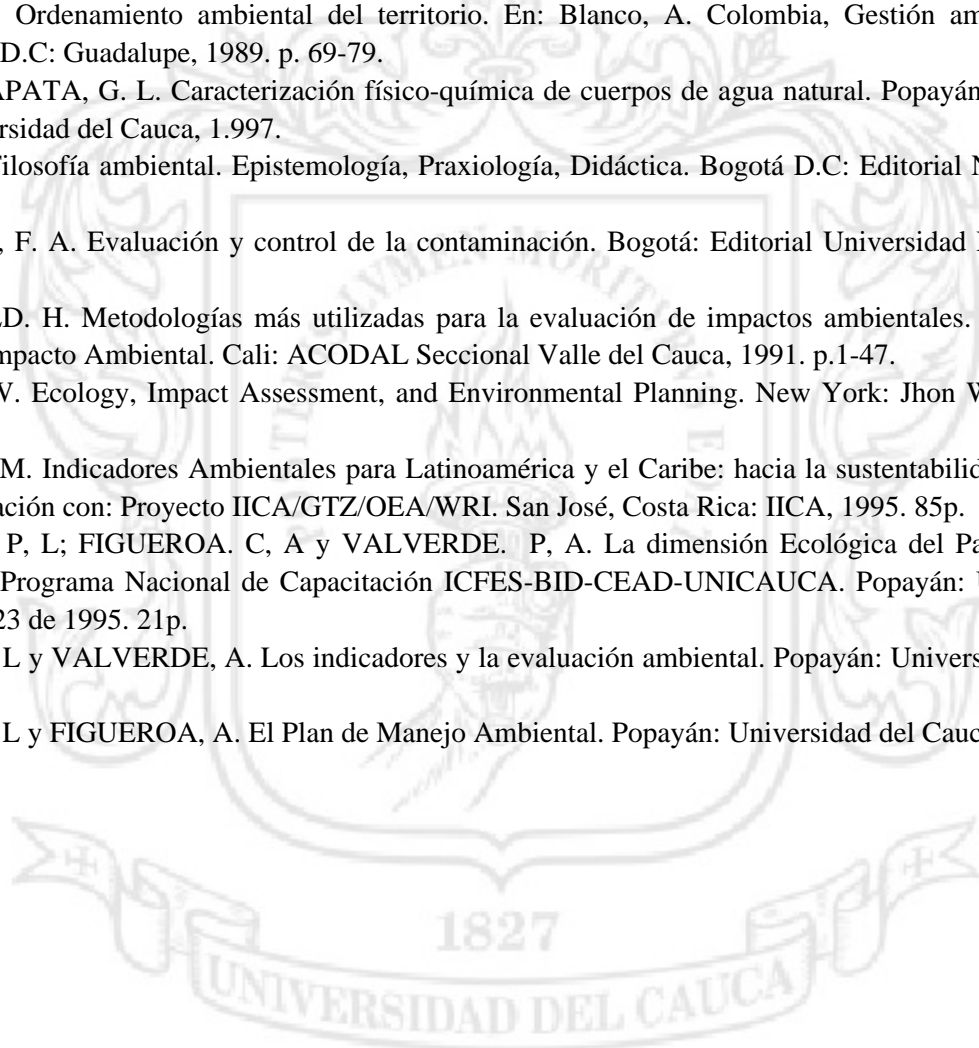 Ordenamiento ambiental del territorio. En: Blanco, A. Colombia, Gestión am
D.C: Guadalupe, 1989. p. 69-79.
APATA, G. L. Caracterización físico-química de cuerpos de agua natural. Popayán
rsidad del Cauca, 1.997.
Filosofía ambiental. Epistemología, Praxiología, Didáctica. Bogotá D.C: Editorial N
, F. A. Evaluación y control de la contaminación. Bogotá: Editorial Universidad
D. H. Metodologías más utilizadas para la evaluación de impactos ambientales.
mpacto Ambiental. Cali: ACODAL Seccional Valle del Cauca, 1991. p.1-47.
W. Ecology, Impact Assessment, and Environmental Planning. New York: Jhon W
M. Indicadores Ambientales para Latinoamérica y el Caribe: hacia la sustentabilid
ación con: Proyecto IICA/GTZ/OEA/WRI. San José, Costa Rica: IICA, 1995. 85p.
P, L; FIGUEROA. C, A y VALVERDE. P, A. La dimensión Ecológica del Pa
Programa Nacional de Capacitación ICFES-BID-CEAD-UNICAUCA. Popayán: U
23 de 1995. 21p.
L y VALVERDE, A. Los indicadores y la evaluación ambiental. Popayán: Univers
L y FIGUEROA, A. El Plan de Manejo Ambiental. Popayán: Universidad del Cauc
1827
UNIVERSIDAD DEL CAUCA